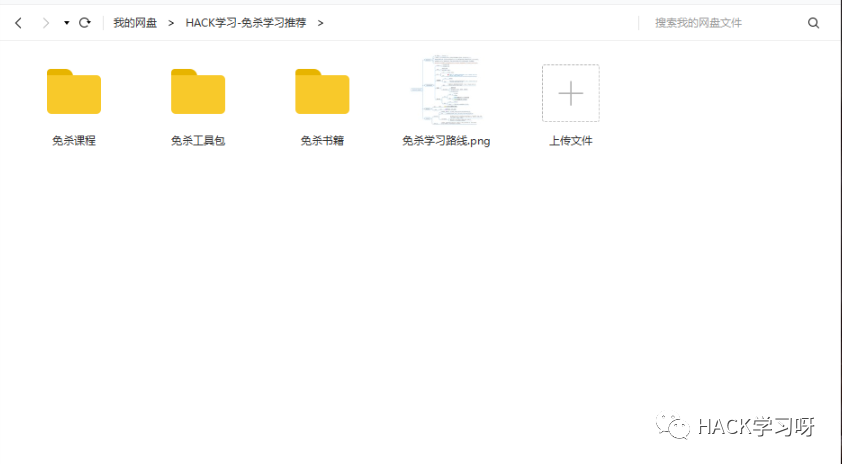 我的网盘 > HACK学习-免杀学习推荐 >
搜索我的网盘文件
免杀课程
免杀工具包
免杀书籍
免杀学习路线.png
上传文件
HACK学习呀